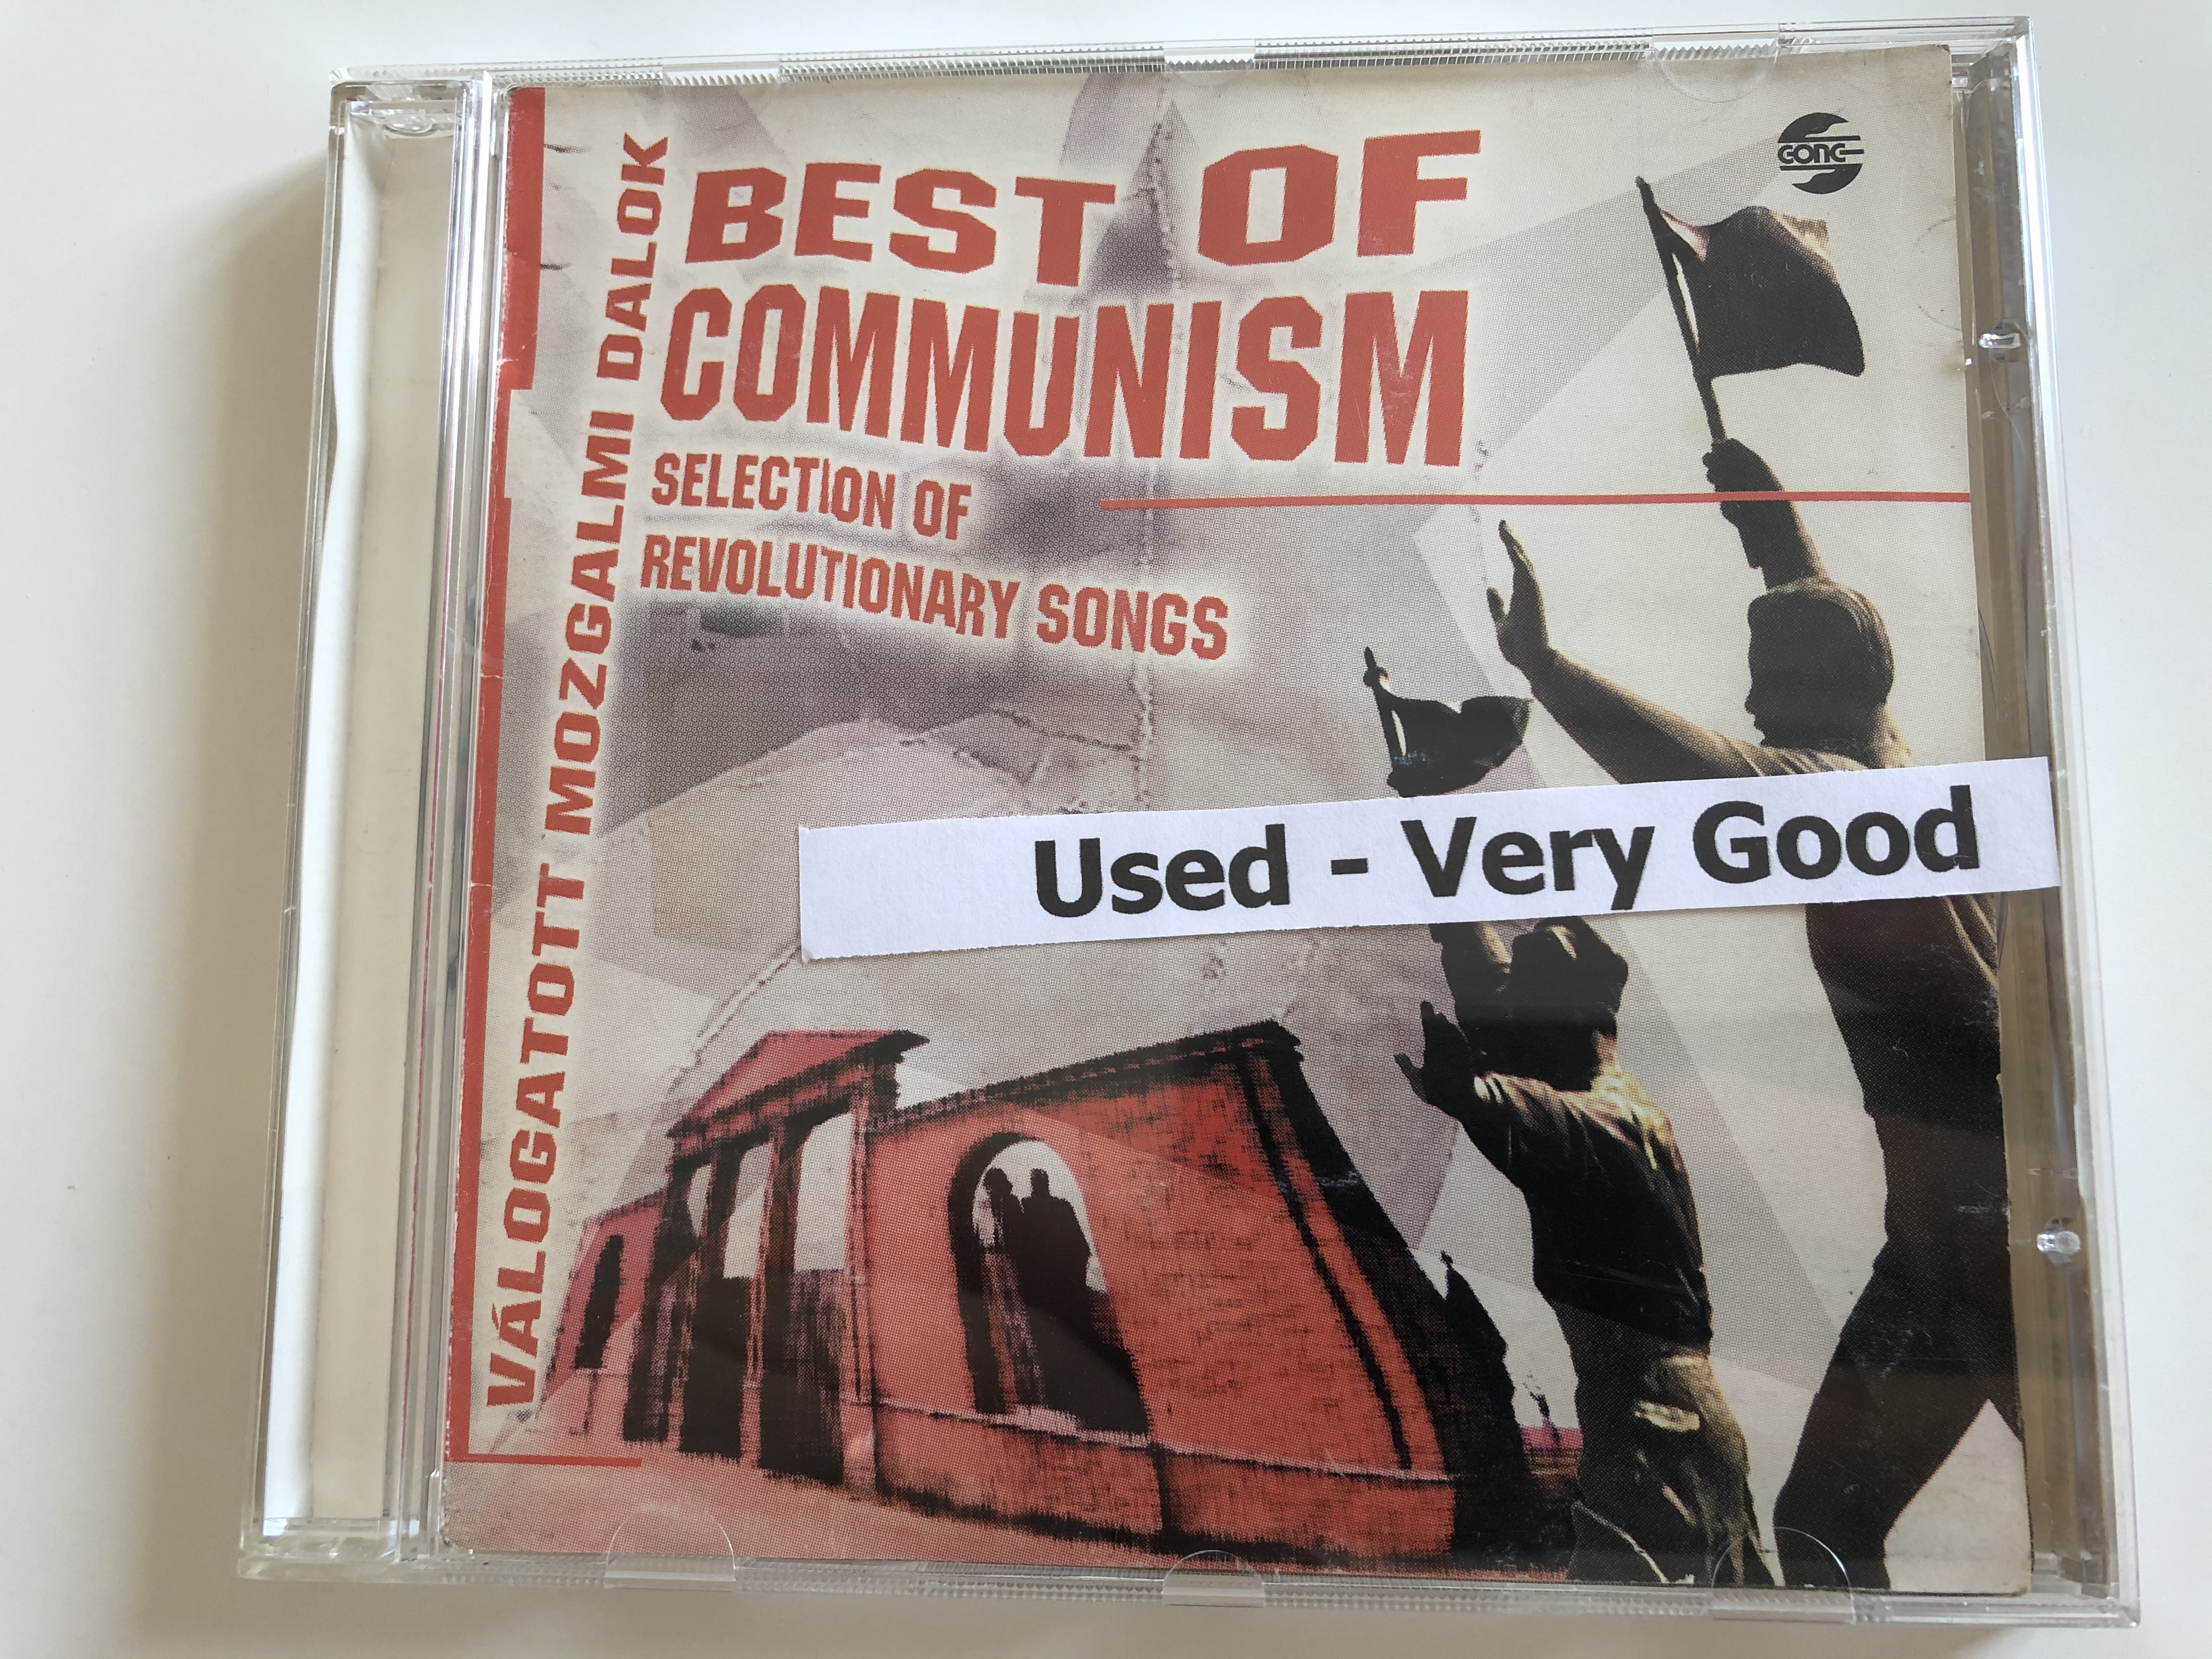 BEST OF
COMMUNISM
SELECTION OF
REVOLUTIONARY SONGS
VÁLOGATOTT MOZGALMI DALOK
GONG
Used - Very Good